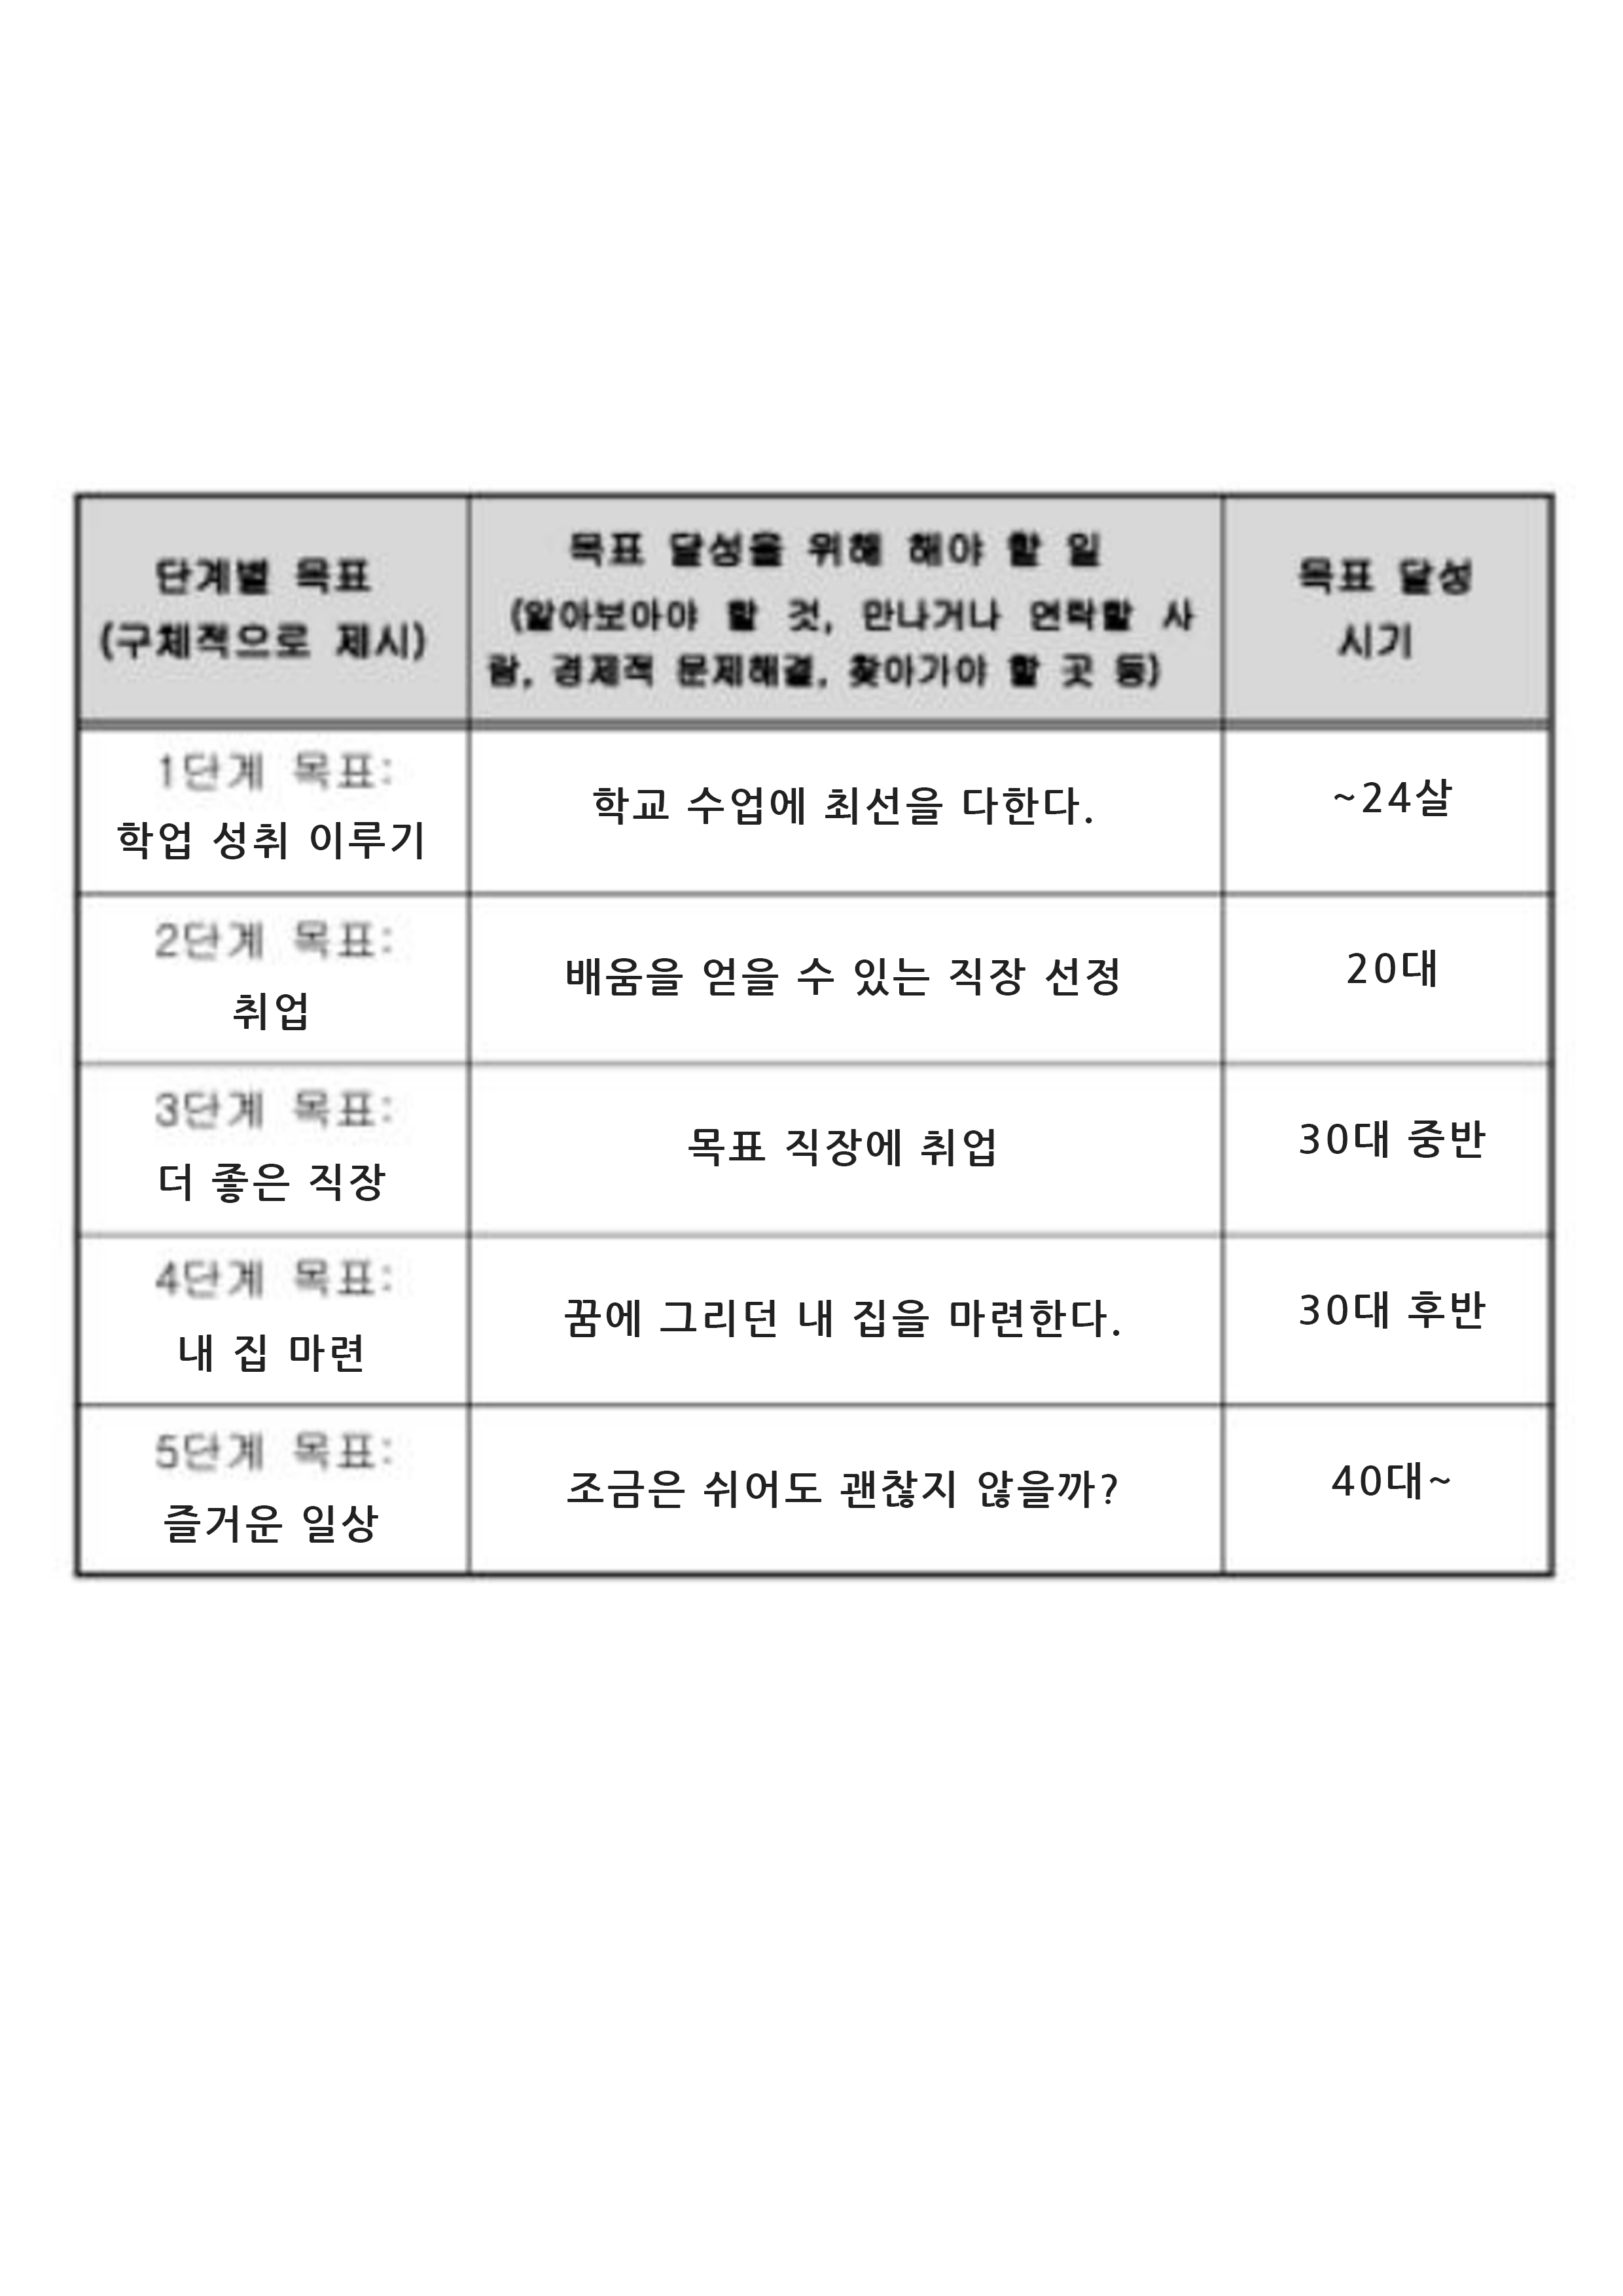 단계별 목표
(구체적으로 제시)
목표 달성을 위해 해야 할 일
(알아보아야 할 것, 만나거나 연락할 사
람, 경제적 문제해결, 찾아가야 할 곳 등)
목표 달성
시기
1단계 목표:
학업 성취 이루기
학교 수업에 최선을 다한다.
~24살
2단계 목표:
취업
배움을 얻을 수 있는 직장 선정
20대
3단계 목표:
더 좋은 직장
목표 직장에 취업
30대 중반
4단계 목표:
내 집 마련
꿈에 그리던 내 집을 마련한다.
30대 후반
5단계 목표:
즐거운 일상
조금은 쉬어도 괜찮지 않을까?
40대~